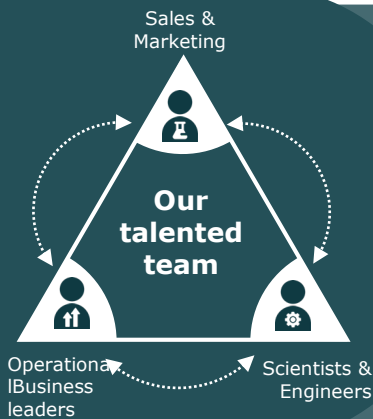 Sales &
Marketing
Our
talented
team
Operationa
lBusiness
leaders
Scientists &
Engineers